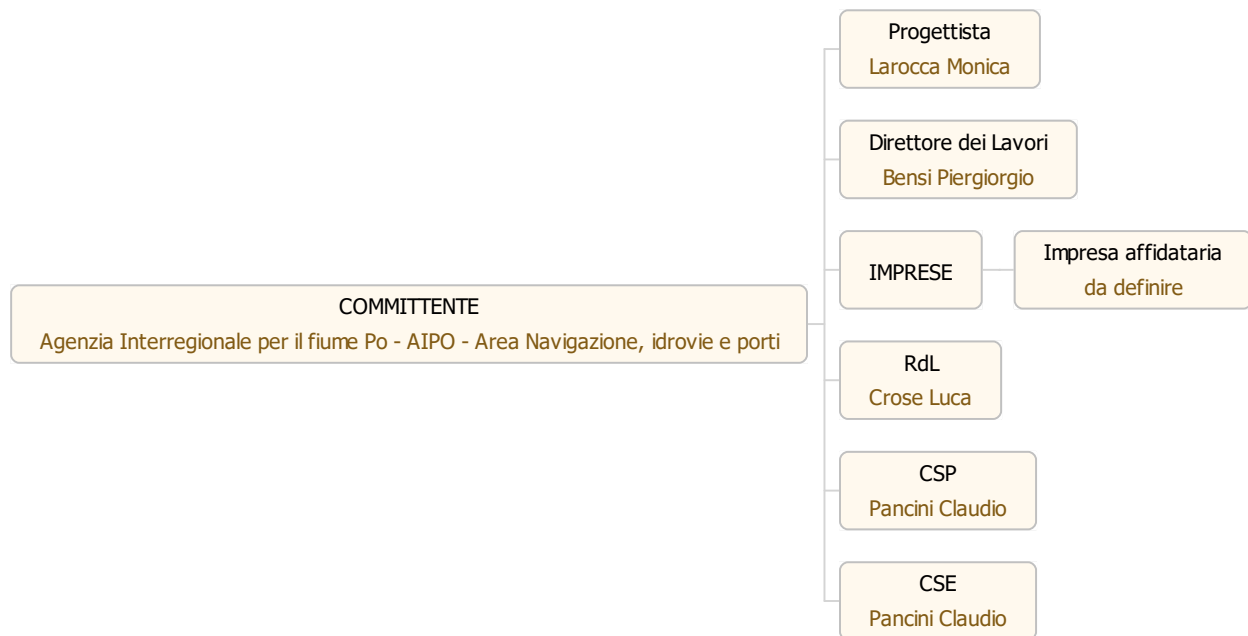 Progettista
Larocca Monica
Direttore dei Lavori
Bensi Piergiorgio
IMPRESE
Impresa affidataria
da definire
COMMITTENTE
Agenzia Interregionale per il fiume Po - AIPO - Area Navigazione, idrovie e porti
RdL
Crose Luca
CSP
Pancini Claudio
CSE
Pancini Claudio